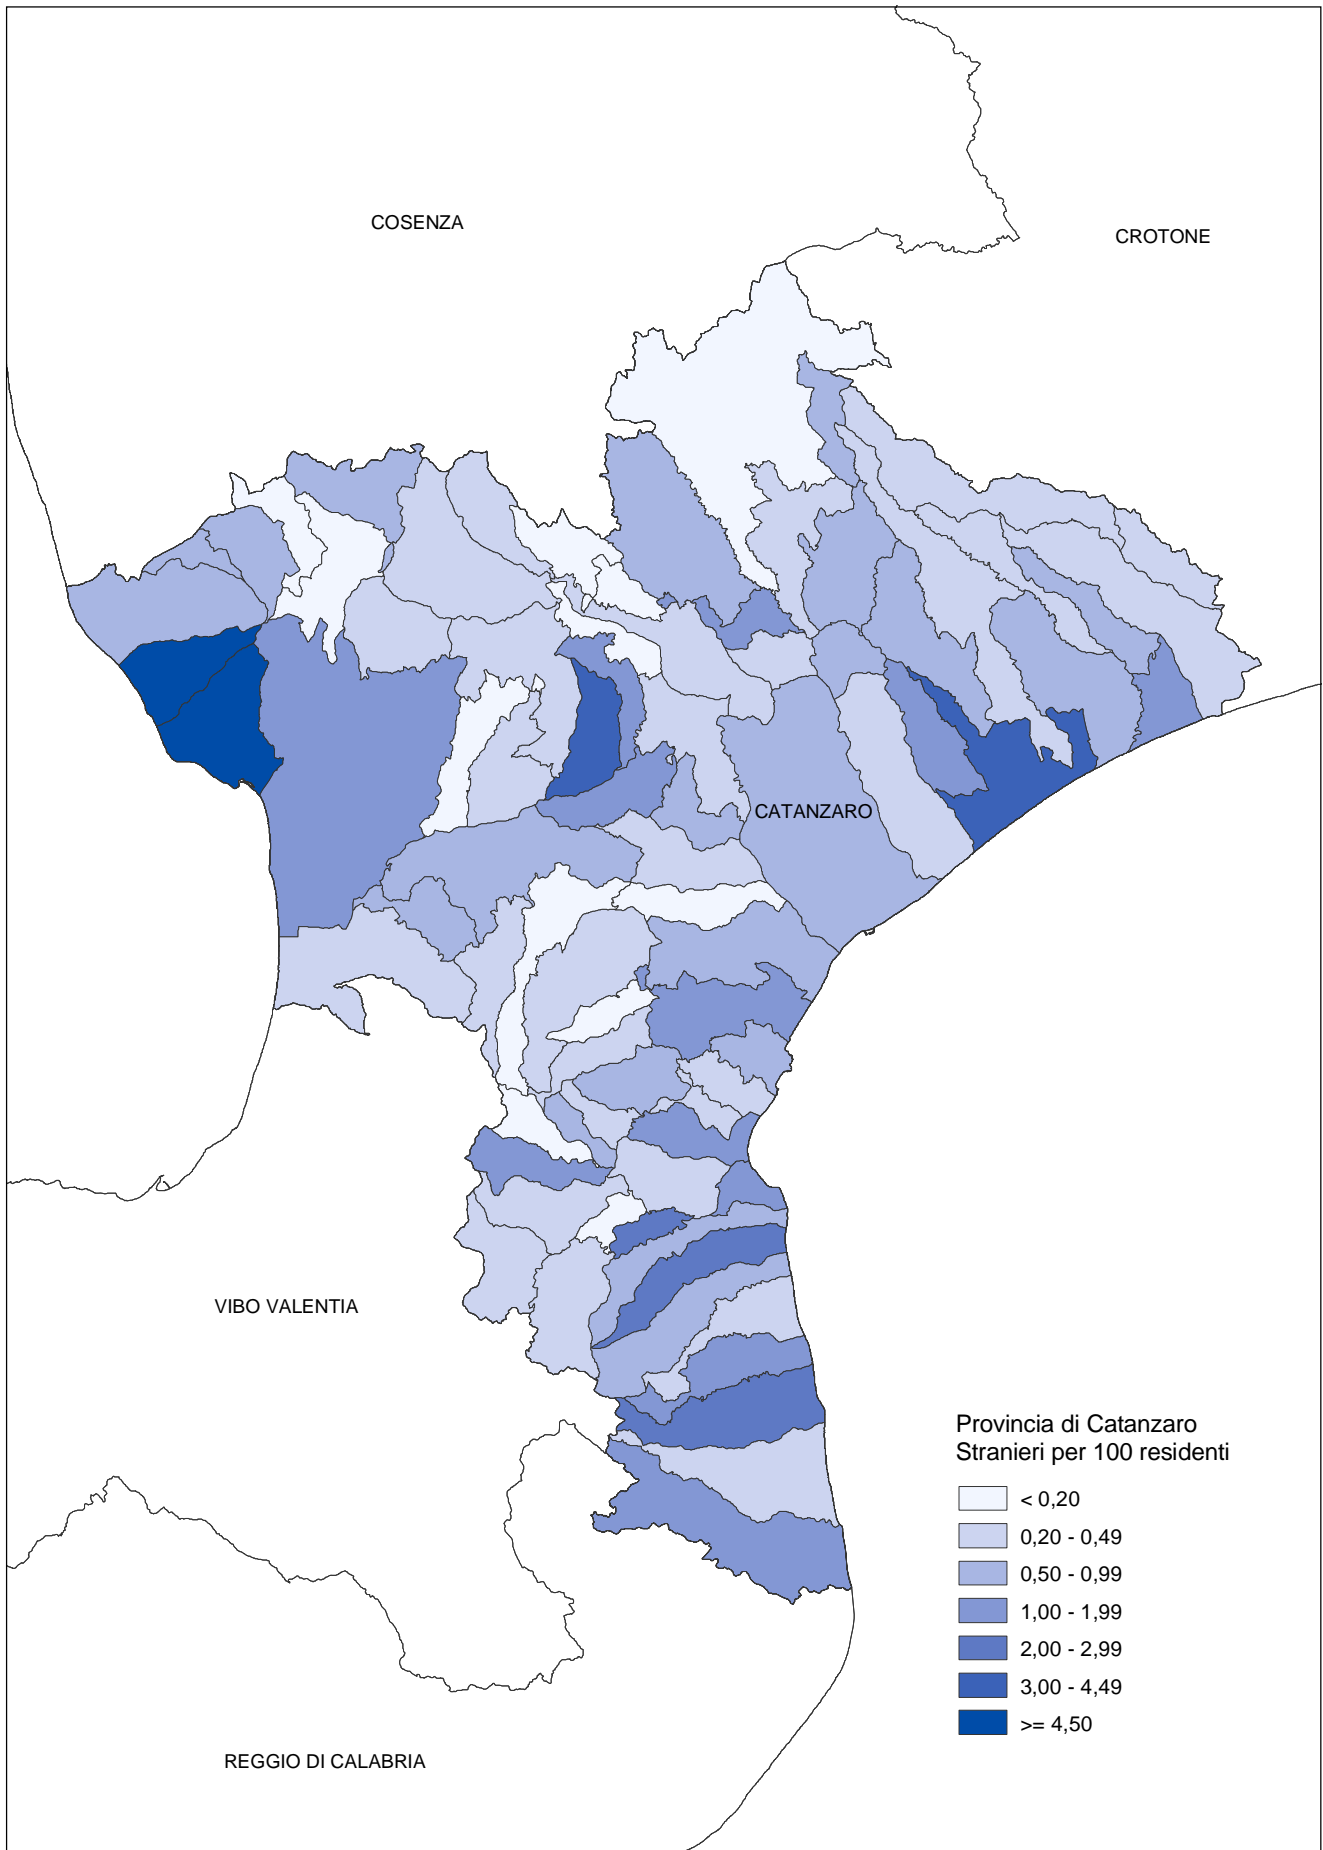 COSENZA
CROTONE
CATANZARO
VIBO VALENTIA
Provincia di Catanzaro
Stranieri per 100 residenti
< 0,20
0,20 - 0,49
0,50 - 0,99
1,00 - 1,99
2,00 - 2,99
3,00 - 4,49
>= 4,50
REGGIO DI CALABRIA